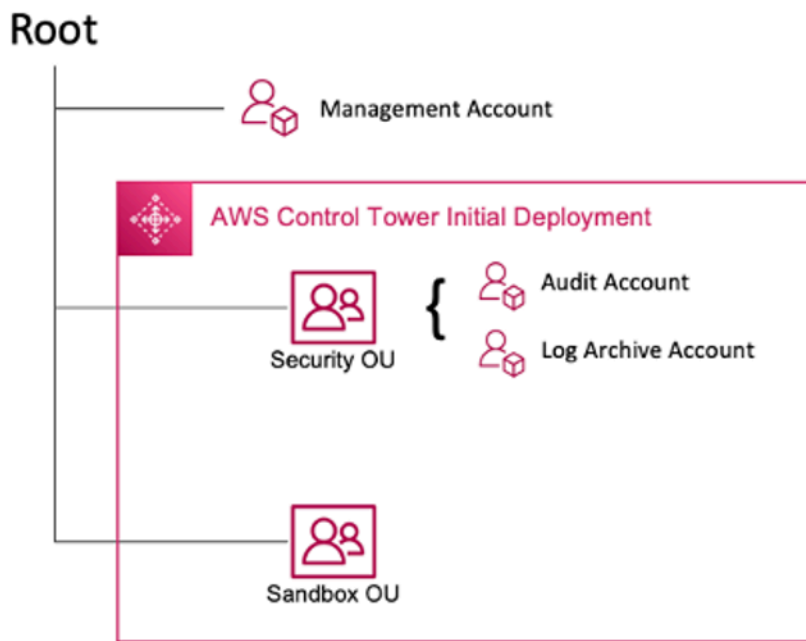 Root
Management Account
AWS Control Tower Initial Deployment
Audit Account
Security OU
Log Archive Account
Sandbox OU